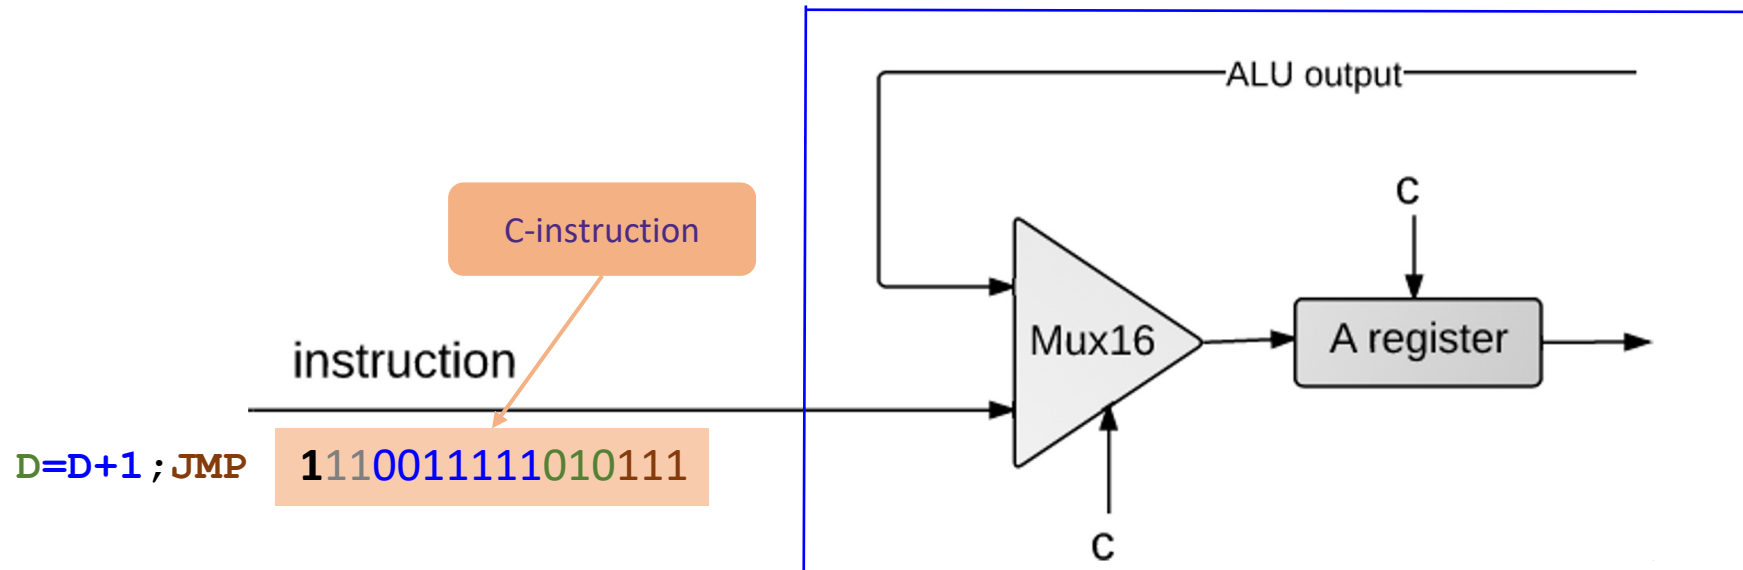 ALU output
c
C-instruction
Mux16
A register
instruction
D=D+1;JMP 1110011111010111
c